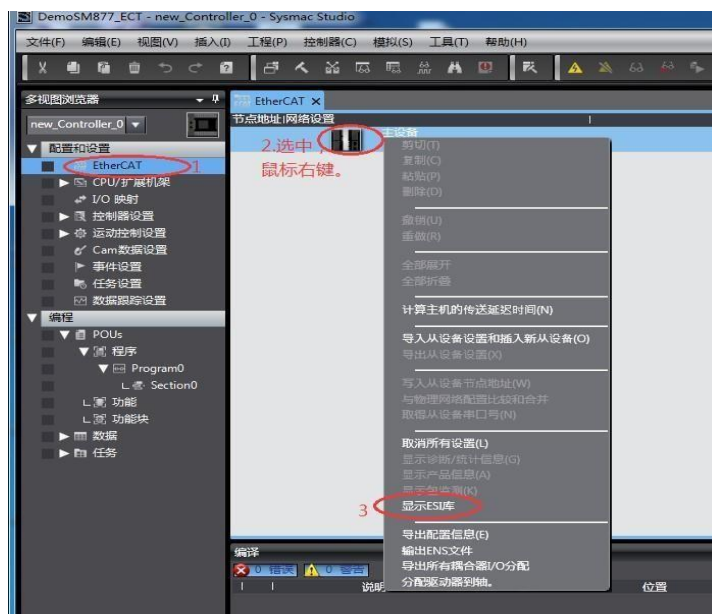 DemoSM877_ECT - new_Controller_0 - Sysmac Studio
文件(F) 编辑(E) 视图(V) 插入(I) 工程(P) 控制器(C) 模拟(S) 工具(T) 帮助(H)
多视图浏览器
new_Controller_0
配置和设置
EtherCAT
1
CPU/扩展机架
I/O 映射
控制器设置
运动控制设置
Cam数据设置
事件设置
任务设置
数据跟踪设置
编程
POUs
程序
Program0
Section0
功能
功能块
数据
任务
EtherCAT
节点地址|网络设置
主设备
2.选中，
鼠标右键。
剪切(T)
复制(C)
粘贴(P)
删除(D)
撤销(U)
重做(R)
全部展开
全部折叠
计算主机的传送延迟时间(N)
导入从设备设置和插入新从设备(O)
导出从设备设置(X)
写入从设备节点地址(W)
与物理网络配置比较和合并
取得从设备串口号(N)
取消所有设置(L)
显示诊断/统计信息(G)
显示产品信息(A)
显示包监测(K)
3
显示ESI库
导出配置信息(E)
输出ENS文件
导出所有耦合器I/O分配
分配驱动器到轴。
编译
0 错误 0 警告
说明
位置